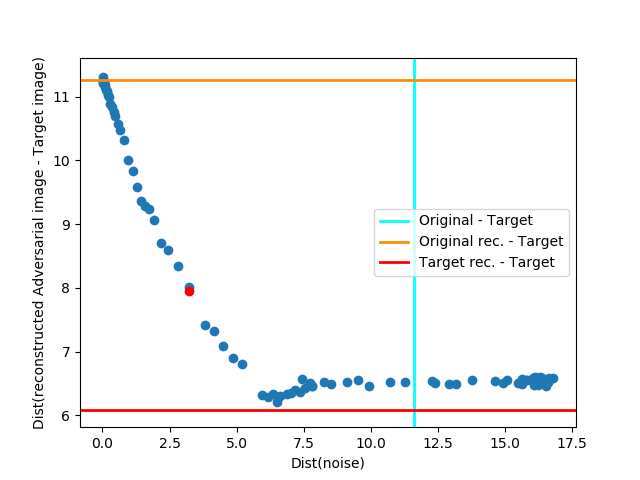 Dist(reconstructed Adversarial image - Target image)
11
10
9
8
7
6
Original - Target
Original rec. - Target
Target rec. - Target
0.0 2.5 5.0 7.5 10.0 12.5 15.0 17.5
Dist(noise)